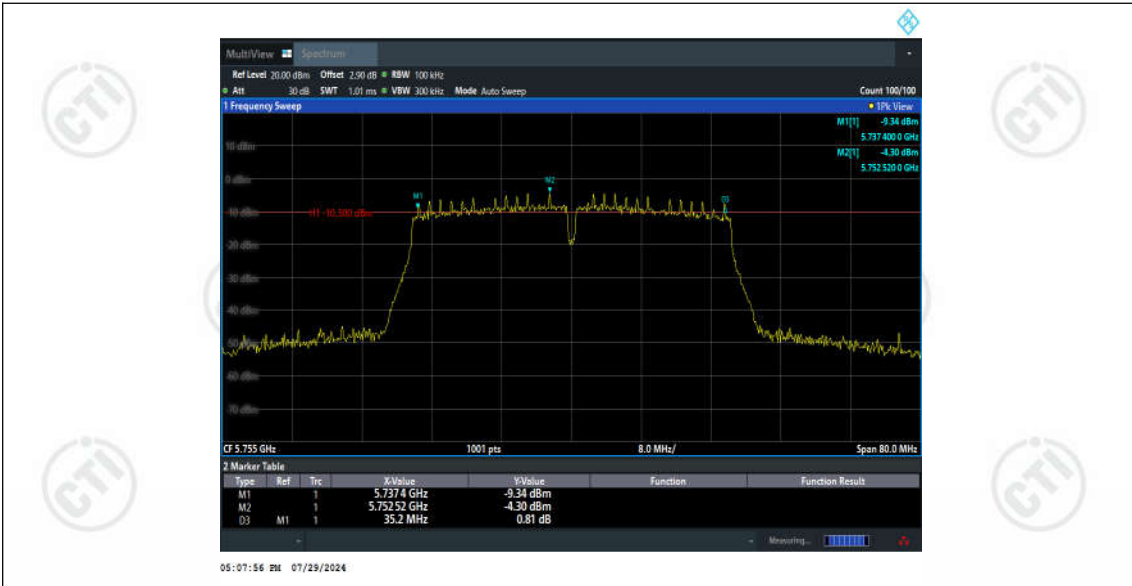 MultiView Spectrum
Ref Level 20.00 dBm Offset 2.90 dB RBW 100 kHz
Att 30 dB SWT 1.01 ms VBW 300 kHz Mode Auto Sweep Count 100/100
1 Frequency Sweep 1Pk View
M1[1] -9.34 dBm
5.737 400 0 GHz
M2[1] -4.30 dBm
5.752 520 0 GHz
10 dBm
0 dBm
M2
M1
D3
-10 dBm
H1 -10.300 dBm
-20 dBm
-30 dBm
-40 dBm
-50 dBm
-60 dBm
-70 dBm
CF 5.755 GHz 1001 pts 8.0 MHz/ Span 80.0 MHz
2 Marker Table
Type Ref Trc X-Value Y-Value Function Function Result
M1 1 5.7374 GHz -9.34 dBm
M2 1 5.75252 GHz -4.30 dBm
D3 M1 1 35.2 MHz 0.81 dB
Measuring...
05:07:56 PM 07/29/2024
CTI
CTI
CTI
CTI